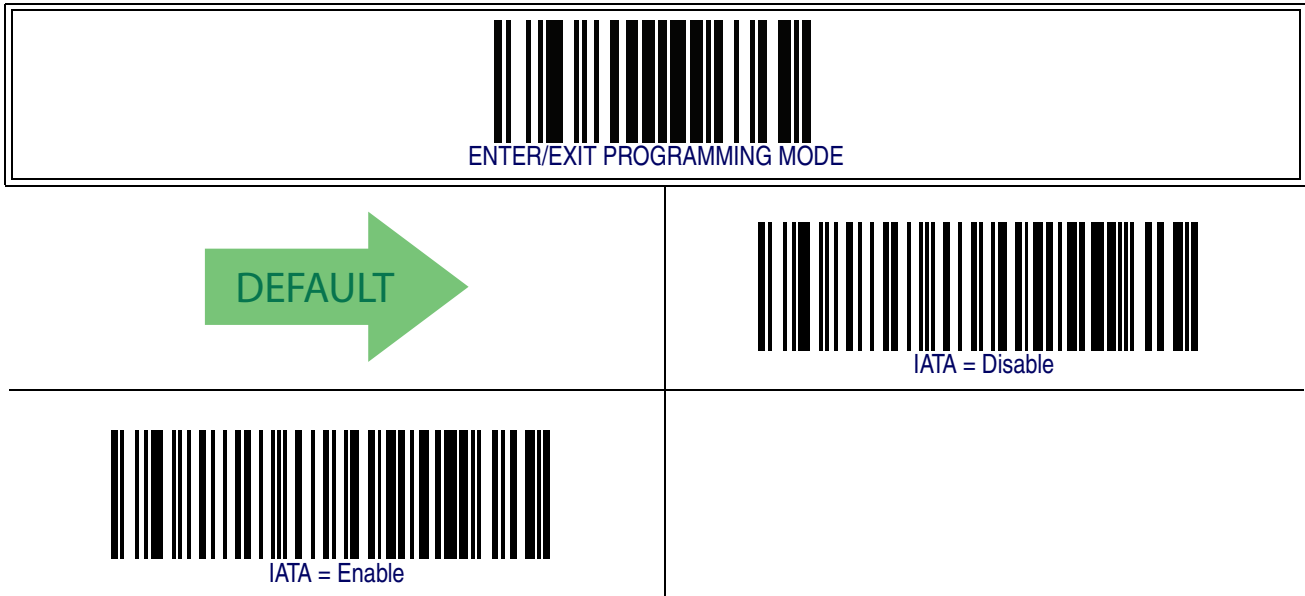 ENTER/EXIT PROGRAMMING MODE
DEFAULT
IATA = Disable
IATA = Enable